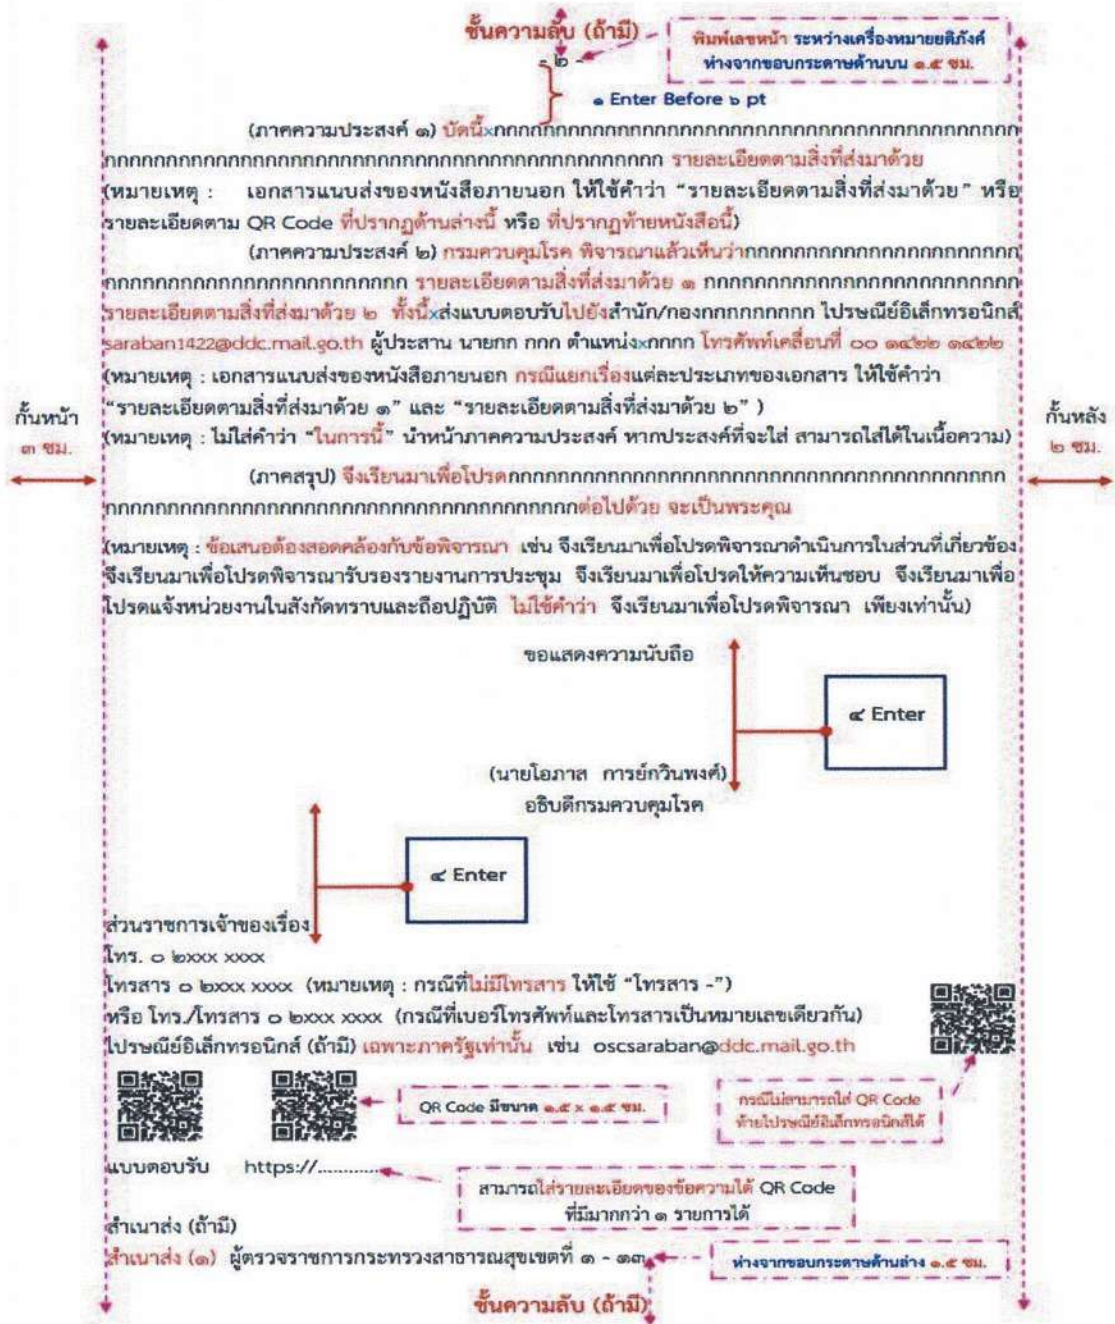 ชั้นความลับ (ถ้ามี)
พิมพ์เลขหน้า ระหว่างเครื่องหมายยติภังค์
ห่างจากขอบกระดาษด้านบน ๑.๕ ซม.
- ๒ -
๑ Enter Before ๖ pt
(ภาคความประสงค์ ๑) บัดนี้xกกกกกกกกกกกกกกกกกกกกกกกกกกกกกกกกกกกกกกกกกก
กกกกกกกกกกกกกกกกกกกกกกกกกกกกกกกกกกกกกกกกกกกกก รายละเอียดตามสิ่งที่ส่งมาด้วย
(หมายเหตุ : เอกสารแนบส่งของหนังสือภายนอก ให้ใช้คำว่า “รายละเอียดตามสิ่งที่ส่งมาด้วย” หรือ
รายละเอียดตาม QR Code ที่ปรากฏด้านล่างนี้ หรือ ที่ปรากฏท้ายหนังสือนี้)
(ภาคความประสงค์ ๒) กรมควบคุมโรค พิจารณาแล้วเห็นว่ากกกกกกกกกกกกกกกกกกกกกก
กกกกกกกกกกกกกกกกกกกกกกกก รายละเอียดตามสิ่งที่ส่งมาด้วย ๑ กกกกกกกกกกกกกกกกกกกกกกกกก
รายละเอียดตามสิ่งที่ส่งมาด้วย ๒ ทั้งนี้xส่งแบบตอบรับไปยังสำนัก/กองกกกกกกกกก ไปรษณีย์อิเล็กทรอนิกส์
saraban1422@ddc.mail.go.th ผู้ประสาน นายกก กกก ตำแหน่งxกกกก โทรศัพท์เคลื่อนที่ ๐๐ ๑๔๒๒ ๑๔๒๒
(หมายเหตุ : เอกสารแนบส่งของหนังสือภายนอก กรณีแยกเรื่องแต่ละประเภทของเอกสาร ให้ใช้คำว่า
“รายละเอียดตามสิ่งที่ส่งมาด้วย ๑” และ “รายละเอียดตามสิ่งที่ส่งมาด้วย ๒” )
กั้นหน้า
๓ ซม.
กั้นหลัง
๒ ซม.
(หมายเหตุ : ไม่ใส่คำว่า “ในการนี้” นำหน้าภาคความประสงค์ หากประสงค์ที่จะใส่ สามารถใส่ได้ในเนื้อความ)
(ภาคสรุป) จึงเรียนมาเพื่อโปรดกกกกกกกกกกกกกกกกกกกกกกกกกกกกกกกกกกกกกกกก
กกกกกกกกกกกกกกกกกกกกกกกกกกกกกกกกกกกกกกต่อไปด้วย จะเป็นพระคุณ
(หมายเหตุ : ข้อเสนอต้องสอดคล้องกับข้อพิจารณา เช่น จึงเรียนมาเพื่อโปรดพิจารณาดำเนินการในส่วนที่เกี่ยวข้อง
จึงเรียนมาเพื่อโปรดพิจารณารับรองรายงานการประชุม จึงเรียนมาเพื่อโปรดให้ความเห็นชอบ จึงเรียนมาเพื่อ
โปรดแจ้งหน่วยงานในสังกัดทราบและถือปฏิบัติ ไม่ใช้คำว่า จึงเรียนมาเพื่อโปรดพิจารณา เพียงเท่านั้น)
ขอแสดงความนับถือ
๔ Enter
(นายโอภาส การย์กวินพงศ์)
อธิบดีกรมควบคุมโรค
๔ Enter
ส่วนราชการเจ้าของเรื่อง
โทร. ๐ ๒xxx xxxx
โทรสาร ๐ ๒xxx xxxx (หมายเหตุ : กรณีที่ไม่มีโทรสาร ให้ใช้ “โทรสาร -”)
หรือ โทร./โทรสาร ๐ ๒xxx xxxx (กรณีที่เบอร์โทรศัพท์และโทรสารเป็นหมายเลขเดียวกัน)
ไปรษณีย์อิเล็กทรอนิกส์ (ถ้ามี) เฉพาะภาครัฐเท่านั้น เช่น oscsaraban@ddc.mail.go.th
QR Code มีขนาด ๑.๕ x ๑.๕ ซม.
กรณีไม่สามารถใส่ QR Code
ท้ายไปรษณีย์อิเล็กทรอนิกส์ได้
แบบตอบรับ https://............
สามารถใส่รายละเอียดของข้อความได้ QR Code
ที่มีมากกว่า ๑ รายการได้
สำเนาส่ง (ถ้ามี)
สำเนาส่ง (๑) ผู้ตรวจราชการกระทรวงสาธารณสุขเขตที่ ๑ - ๑๓
ห่างจากขอบกระดาษด้านล่าง ๑.๕ ซม.
ชั้นความลับ (ถ้ามี)